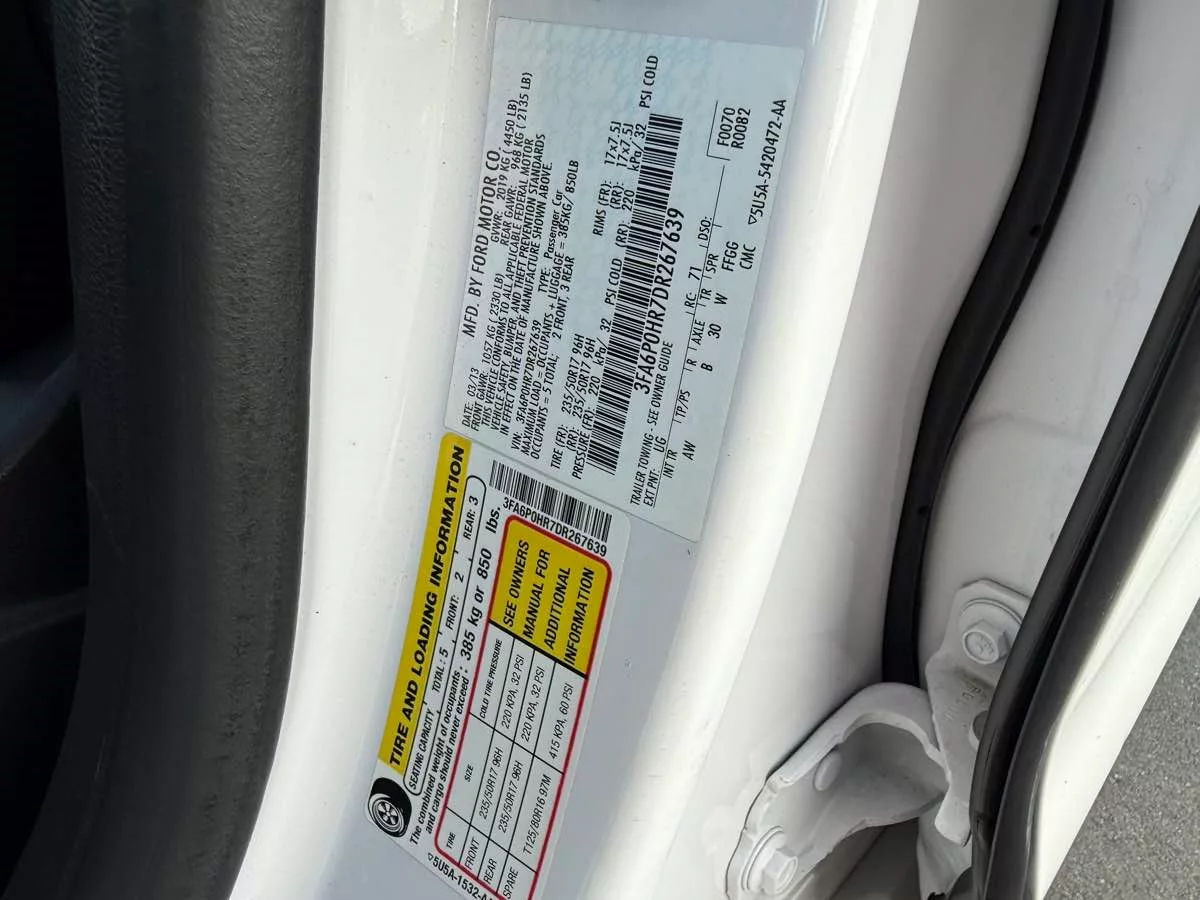 MFD. BY FORD MOTOR CO.
DATE: 03/13 GVWR: 2019 KG ( 4450 LB)
FRONT GAWR: 1057 KG ( 2330 LB) REAR GAWR: 968 KG ( 2135 LB)
THIS VEHICLE CONFORMS TO ALL APPLICABLE FEDERAL MOTOR
VEHICLE SAFETY, BUMPER, AND THEFT PREVENTION STANDARDS
IN EFFECT ON THE DATE OF MANUFACTURE SHOWN ABOVE.
VIN: 3FA6P0HR7DR267639 TYPE: Passenger Car
MAXIMUM LOAD = OCCUPANTS + LUGGAGE = 385KG/ 850LB
OCCUPANTS = 5 TOTAL; 2 FRONT, 3 REAR
TIRE (FR): 235/50R17 96H RIMS (FR): 17x7.5J
(RR): 235/50R17 96H (RR): 17x7.5J
PRESSURE (FR): 220 kPa/ 32 PSI COLD (RR): 220 kPa/ 32 PSI COLD
3FA6P0HR7DR267639
TRAILER TOWING - SEE OWNER GUIDE
EXT PNT: UG RC: 71 DSO: F0070
INT TR TP/PS R AXLE TR SPR R00B2
AW B 30 W FFGG
CMC
▽5U5A-5420472-AA
TIRE AND LOADING INFORMATION
SEATING CAPACITY TOTAL: 5 FRONT: 2 REAR: 3
The combined weight of occupants
and cargo should never exceed: 385 kg or 850 lbs.
3FA6P0HR7DR267639
TIRE SIZE COLD TIRE PRESSURE
FRONT 235/50R17 96H 220 KPA, 32 PSI
REAR 235/50R17 96H 220 KPA, 32 PSI
SPARE T125/80R16 97M 415 KPA, 60 PSI
SEE OWNERS
MANUAL FOR
ADDITIONAL
INFORMATION
▽5U5A-1532-A